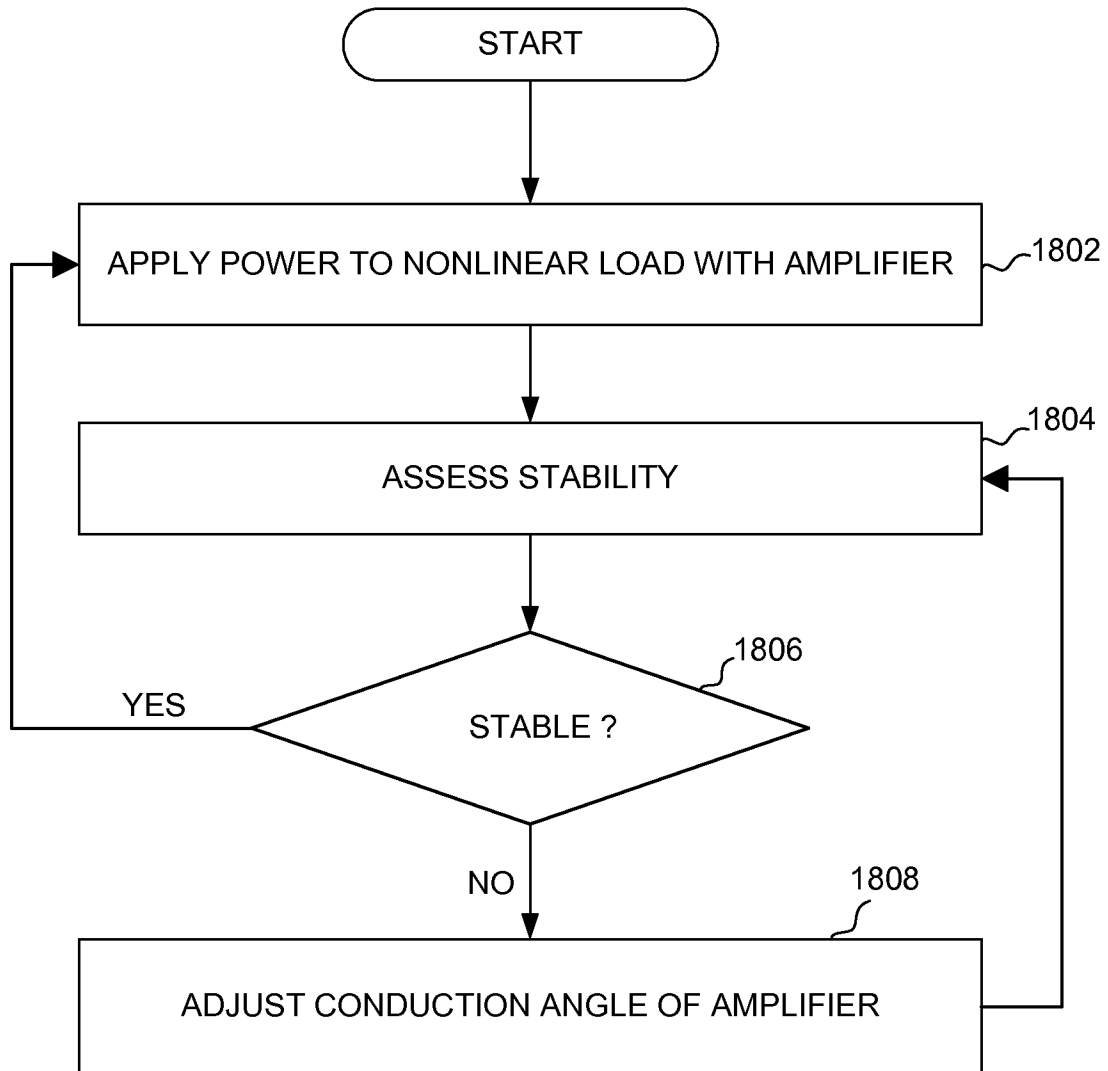 START
APPLY POWER TO NONLINEAR LOAD WITH AMPLIFIER
1802
1804
ASSESS STABILITY
1806
YES
STABLE ?
NO
1808
ADJUST CONDUCTION ANGLE OF AMPLIFIER